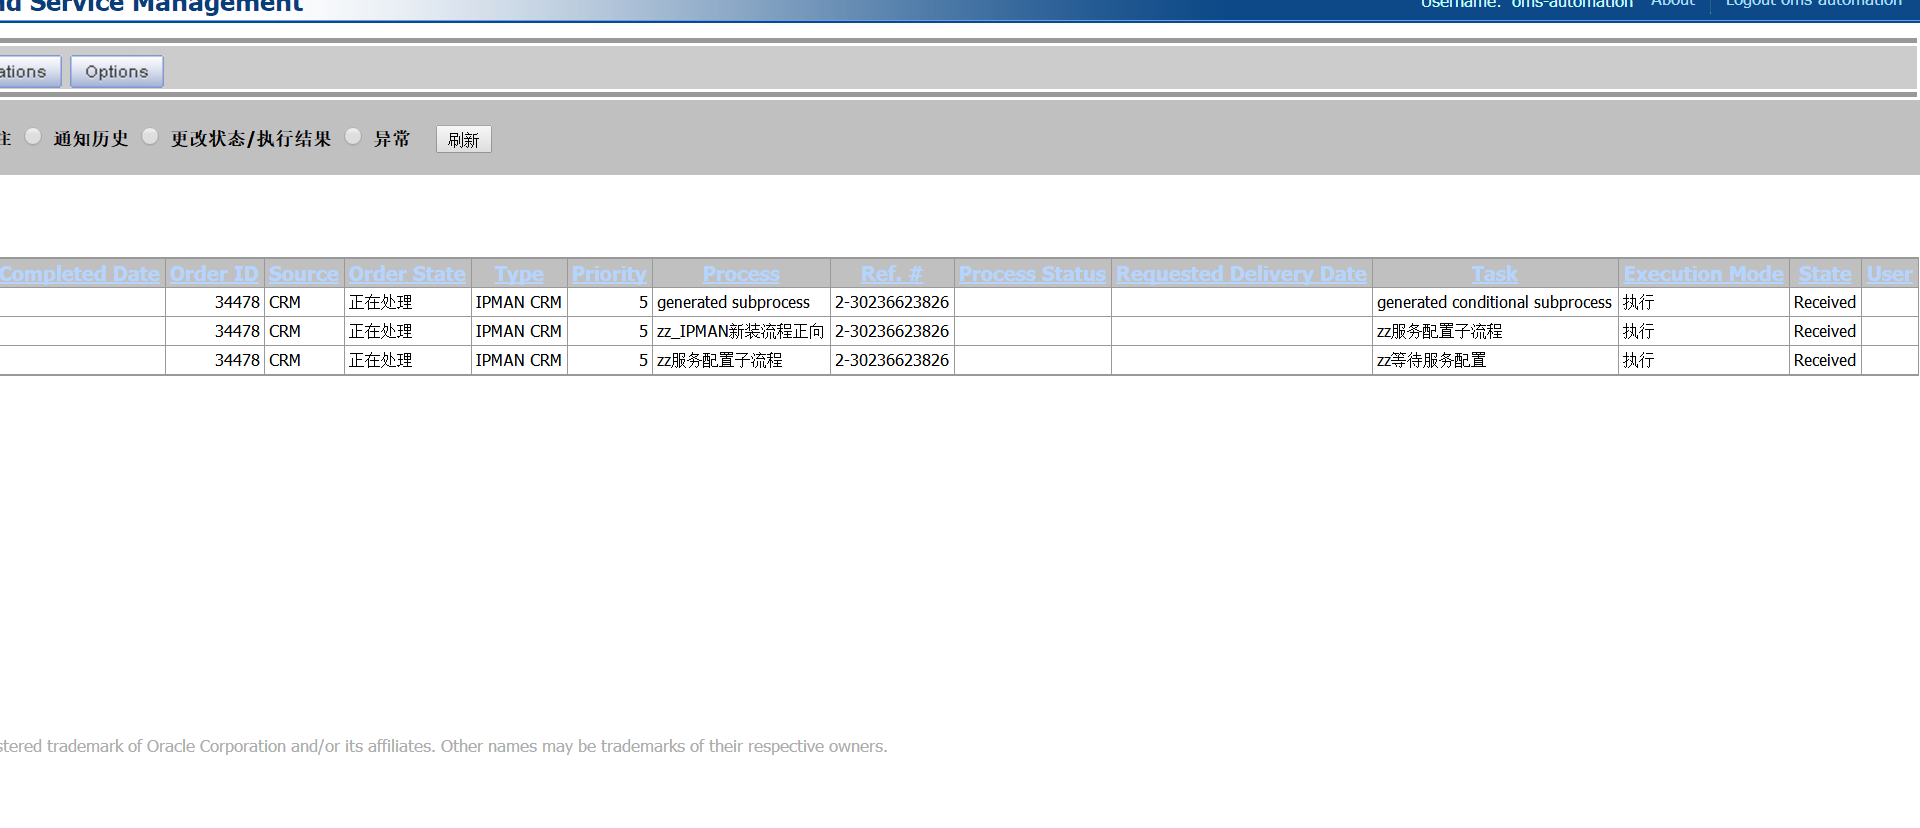 nd Service Management
Username: oms-automation About Logout oms-automation
ations Options
注 通知历史 更改状态/执行结果 异常 刷新
Completed Date Order ID Source Order State Type Priority Process Ref. # Process Status Requested Delivery Date Task Execution Mode State User
34478 CRM 正在处理 IPMAN CRM 5 generated subprocess 2-30236623826 generated conditional subprocess 执行 Received
34478 CRM 正在处理 IPMAN CRM 5 zz_IPMAN新装流程正向 2-30236623826 zz服务配置子流程 执行 Received
34478 CRM 正在处理 IPMAN CRM 5 zz服务配置子流程 2-30236623826 zz等待服务配置 执行 Received
stered trademark of Oracle Corporation and/or its affiliates. Other names may be trademarks of their respective owners.